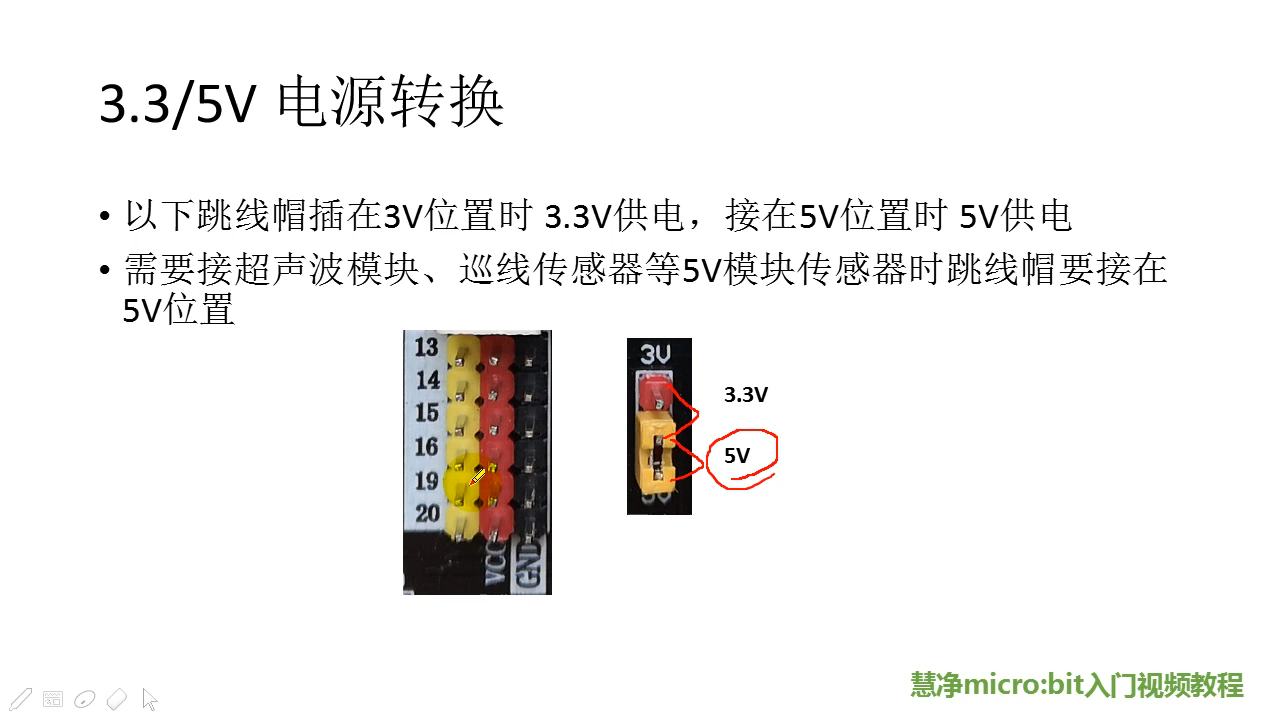 3.3/5V 电源转换
• 以下跳线帽插在3V位置时 3.3V供电，接在5V位置时 5V供电
• 需要接超声波模块、巡线传感器等5V模块传感器时跳线帽要接在
5V位置
13
14
15
16
19
20
VCC
GND
3V
3.3V
5V
慧净micro:bit入门视频教程